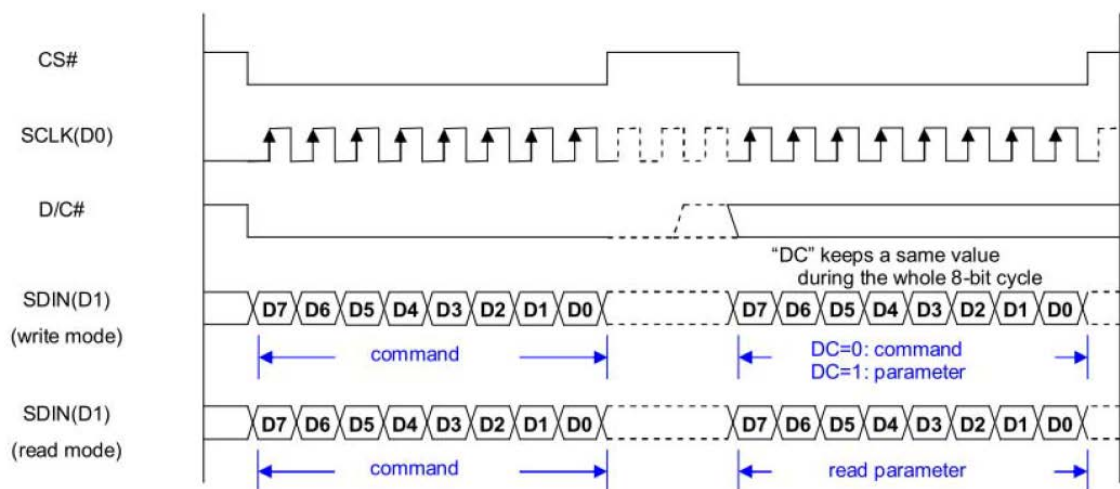 CS#
SCLK(D0)
D/C#
“DC” keeps a same value
during the whole 8-bit cycle
SDIN(D1)
(write mode)
D7 D6 D5 D4 D3 D2 D1 D0 D7 D6 D5 D4 D3 D2 D1 D0
command
DC=0: command
DC=1: parameter
SDIN(D1)
(read mode)
D7 D6 D5 D4 D3 D2 D1 D0 D7 D6 D5 D4 D3 D2 D1 D0
command
read parameter